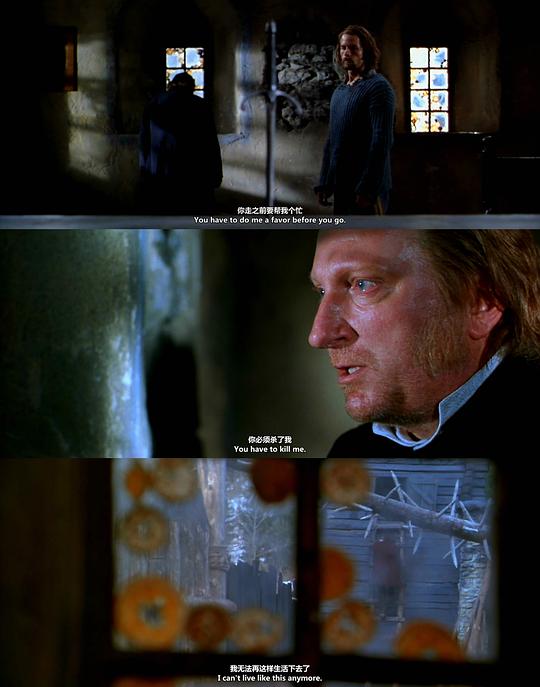 你走之前要帮我个忙
You have to do me a favor before you go.
你必须杀了我
You have to kill me.
我无法再这样生活下去了
I can't live like this anymore.